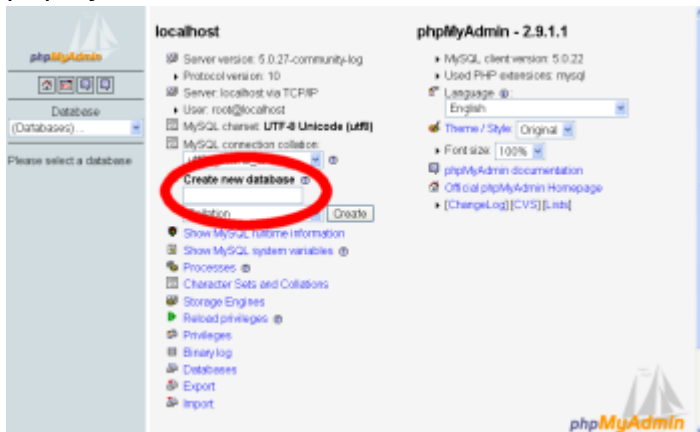 phpMyAdmin
Database
(Databases) ...
Please select a database
localhost
Server version: 5.0.27-community-log
Protocol version: 10
Server: localhost via TCP/IP
User: root@localhost
MySQL charset: UTF-8 Unicode (utf8)
MySQL connection collation:
Create new database
Collation
Create
Show MySQL runtime information
Show MySQL system variables
Processes
Character Sets and Collations
Storage Engines
Reload privileges
Privileges
Binary log
Databases
Export
Import
phpMyAdmin - 2.9.1.1
MySQL client version: 5.0.22
Used PHP extensions: mysql
Language
English
Theme / Style: Original
Font size: 100%
phpMyAdmin documentation
Official phpMyAdmin Homepage
[ChangeLog] [CVS] [Lists]
phpMyAdmin